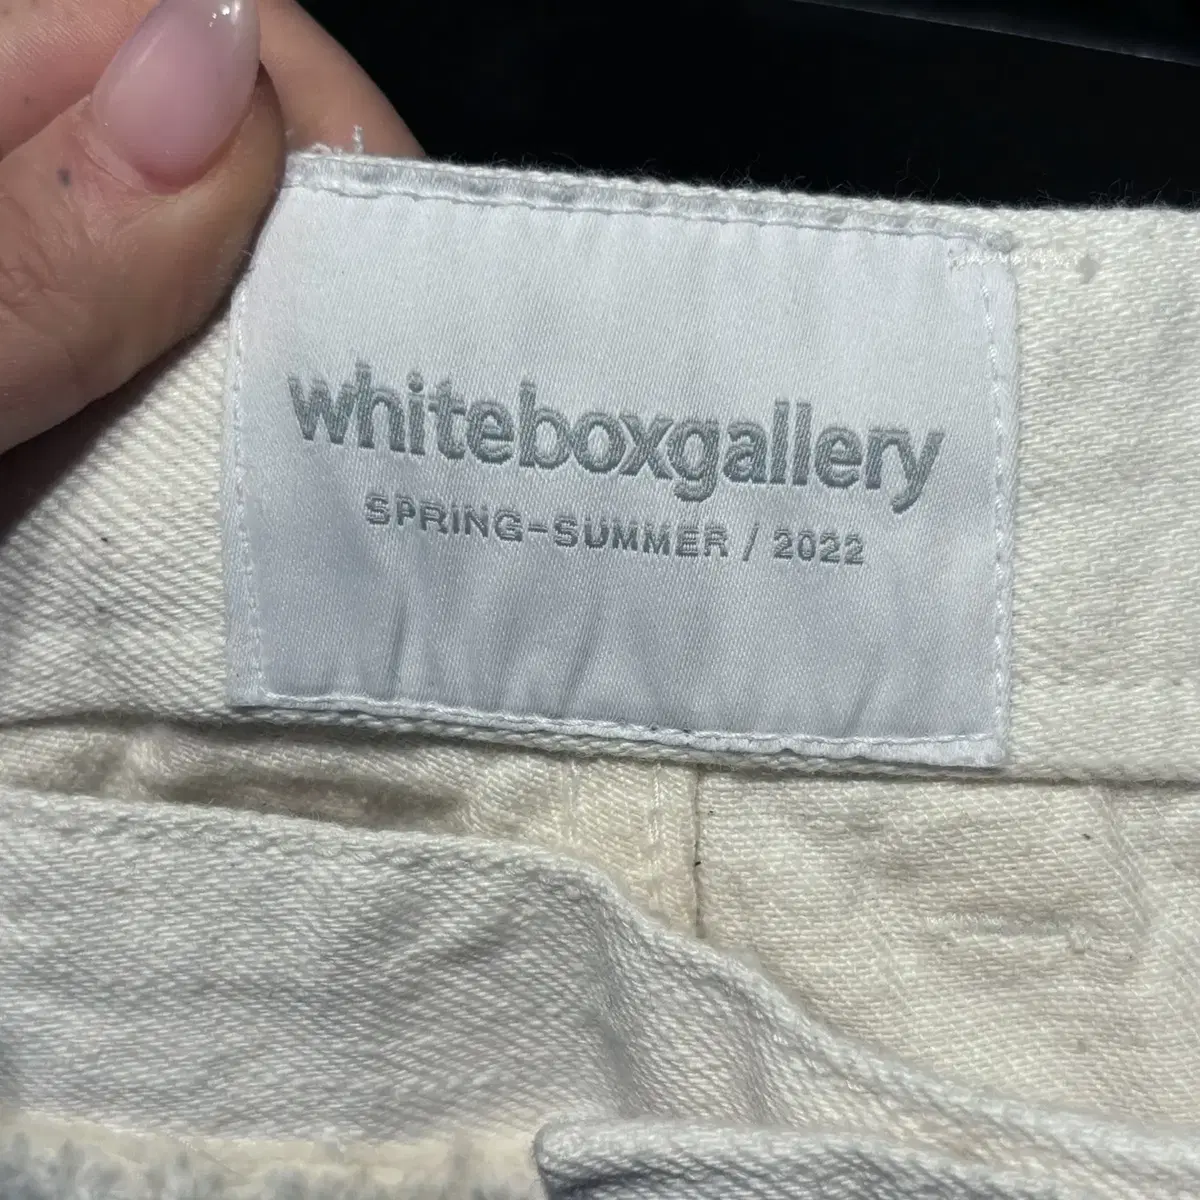 whiteboxgallery
SPRING-SUMMER / 2022